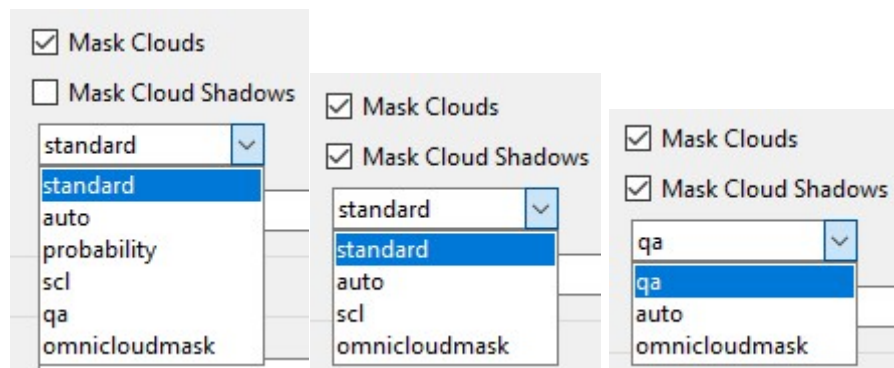 Mask Clouds
Mask Cloud Shadows
standard
standard
auto
probability
scl
qa
omnicloudmask
Mask Clouds
Mask Cloud Shadows
standard
standard
auto
scl
omnicloudmask
Mask Clouds
Mask Cloud Shadows
qa
qa
auto
omnicloudmask